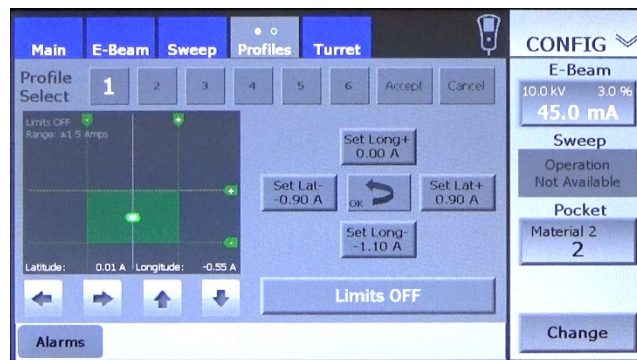 Main E-Beam Sweep Profiles Turret
CONFIG
Profile Select 1 2 3 4 5 6 Accept Cancel
Limits OFF
Range: ±1.5 Amps
Set Long+
0.00 A
Set Lat-
-0.90 A
OK
Set Lat+
0.90 A
Set Long-
-1.10 A
Latitude: 0.01 A Longitude: -0.55 A
Limits OFF
Alarms
E-Beam
10.0 kV 3.0 %
45.0 mA
Sweep
Operation
Not Available
Pocket
Material 2
2
Change